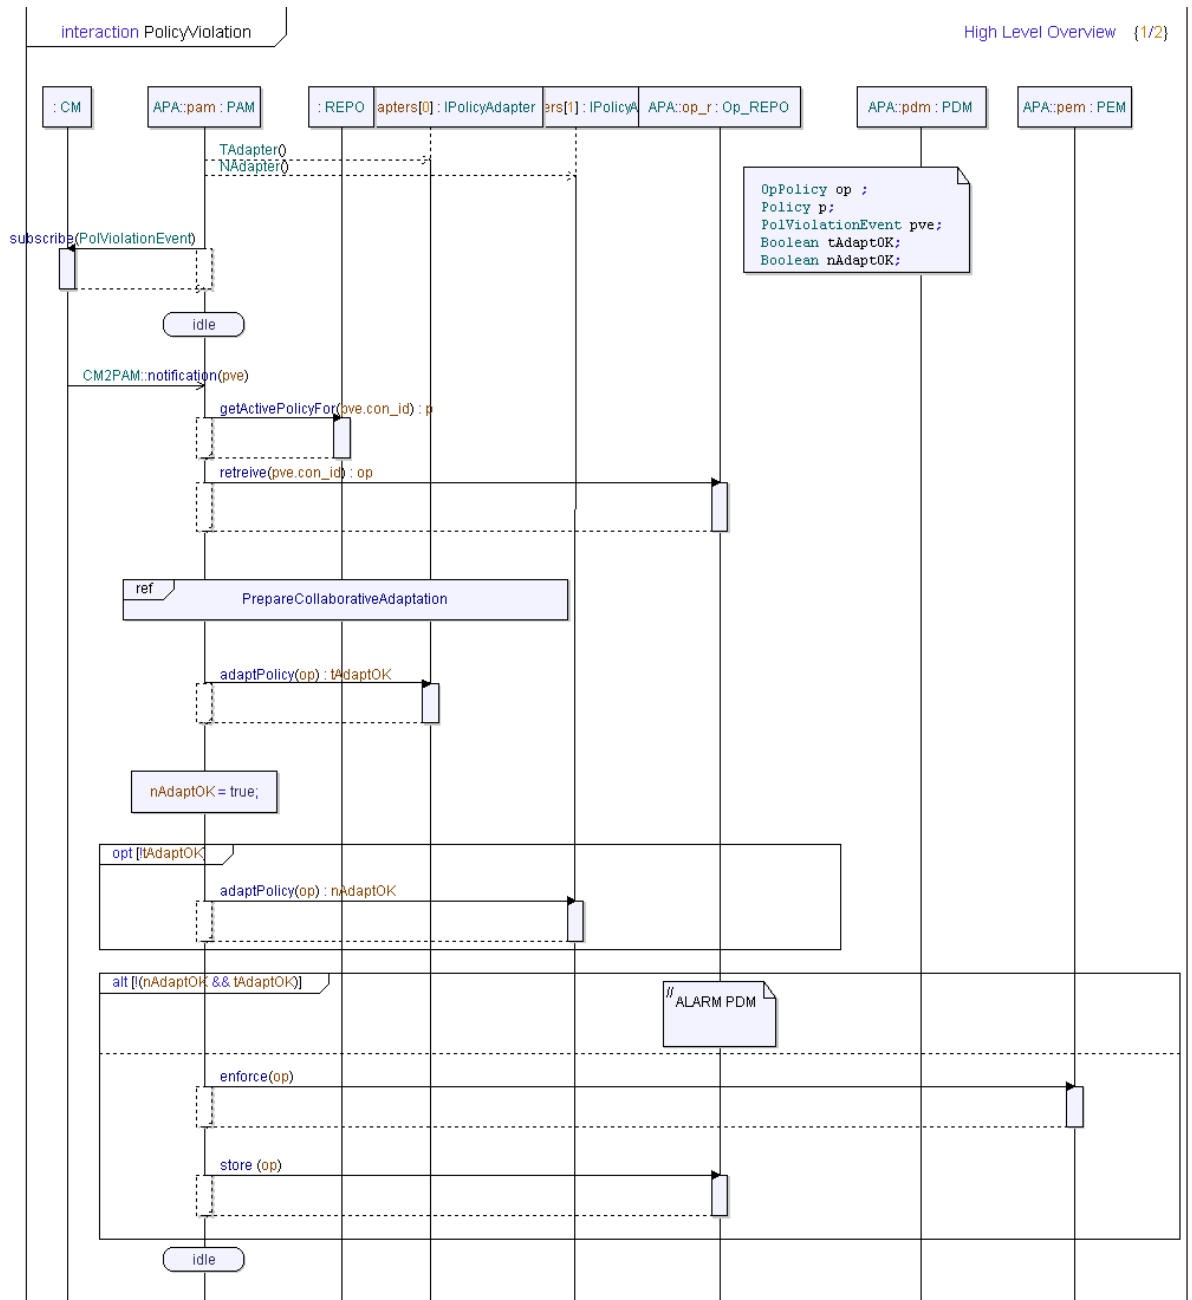 interaction PolicyViolation
High Level Overview {1/2}
: CM
APA::pam : PAM
: REPO
apters[0] : IPolicyAdapter
ers[1] : IPolicyA
APA::op_r : Op_REPO
APA::pdm : PDM
APA::pem : PEM
TAdapter()
NAdapter()
OpPolicy op ;
Policy p;
PolViolationEvent pve;
Boolean tAdaptOK;
Boolean nAdaptOK;
subscribe(PolViolationEvent)
idle
CM2PAM::notification(pve)
getActivePolicyFor(pve.con_id) : p
retreive(pve.con_id) : op
ref
PrepareCollaborativeAdaptation
adaptPolicy(op) : tAdaptOK
nAdaptOK = true;
opt [!tAdaptOK]
adaptPolicy(op) : nAdaptOK
alt [!(nAdaptOK && tAdaptOK)]
//
ALARM PDM
enforce(op)
store (op)
idle